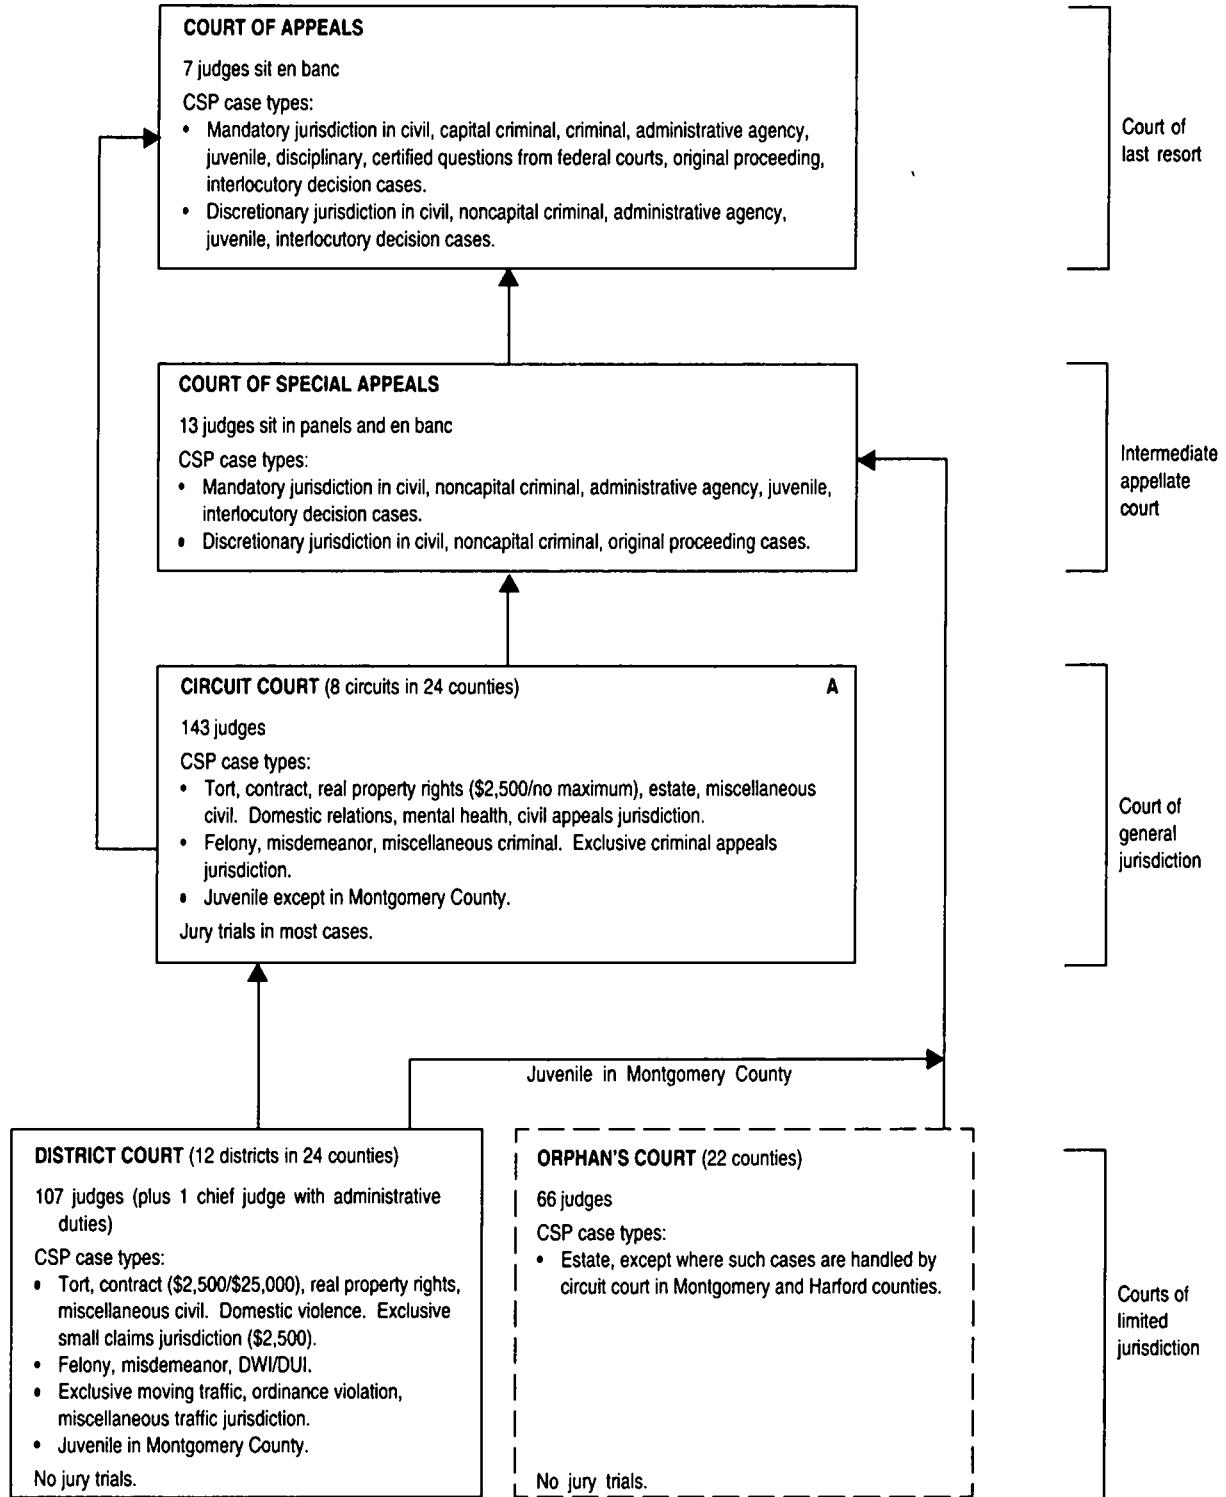 COURT OF APPEALS
7 judges sit en banc
CSP case types:
• Mandatory jurisdiction in civil, capital criminal, criminal, administrative agency,
juvenile, disciplinary, certified questions from federal courts, original proceeding,
interlocutory decision cases.
• Discretionary jurisdiction in civil, noncapital criminal, administrative agency,
juvenile, interlocutory decision cases.
Court of
last resort
COURT OF SPECIAL APPEALS
13 judges sit in panels and en banc
CSP case types:
• Mandatory jurisdiction in civil, noncapital criminal, administrative agency, juvenile,
interlocutory decision cases.
• Discretionary jurisdiction in civil, noncapital criminal, original proceeding cases.
Intermediate
appellate
court
CIRCUIT COURT (8 circuits in 24 counties) A
143 judges
CSP case types:
• Tort, contract, real property rights ($2,500/no maximum), estate, miscellaneous
civil. Domestic relations, mental health, civil appeals jurisdiction.
• Felony, misdemeanor, miscellaneous criminal. Exclusive criminal appeals
jurisdiction.
• Juvenile except in Montgomery County.
Jury trials in most cases.
Court of
general
jurisdiction
Juvenile in Montgomery County
DISTRICT COURT (12 districts in 24 counties)
107 judges (plus 1 chief judge with administrative
duties)
CSP case types:
• Tort, contract ($2,500/$25,000), real property rights,
miscellaneous civil. Domestic violence. Exclusive
small claims jurisdiction ($2,500).
• Felony, misdemeanor, DWI/DUI.
• Exclusive moving traffic, ordinance violation,
miscellaneous traffic jurisdiction.
• Juvenile in Montgomery County.
No jury trials.
ORPHAN'S COURT (22 counties)
66 judges
CSP case types:
• Estate, except where such cases are handled by
circuit court in Montgomery and Harford counties.
No jury trials.
Courts of
limited
jurisdiction